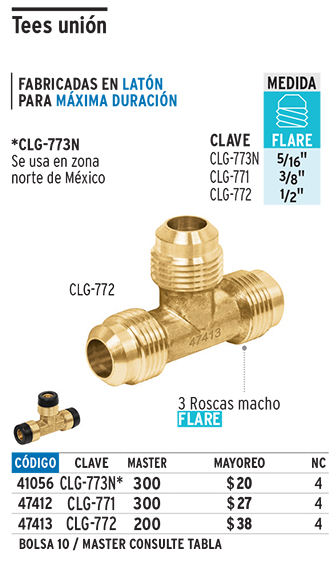 Tees unión
FABRICADAS EN LATÓN
PARA MÁXIMA DURACIÓN
MEDIDA
*CLG-773N
Se usa en zona
norte de México
CLAVE FLARE
CLG-773N 5/16"
CLG-771 3/8"
CLG-772 1/2"
CLG-772
47413
3 Roscas macho
FLARE
CÓDIGO CLAVE MASTER MAYOREO NC
41056 CLG-773N* 300 $20 4
47412 CLG-771 300 $27 4
47413 CLG-772 200 $38 4
BOLSA 10 / MASTER CONSULTE TABLA